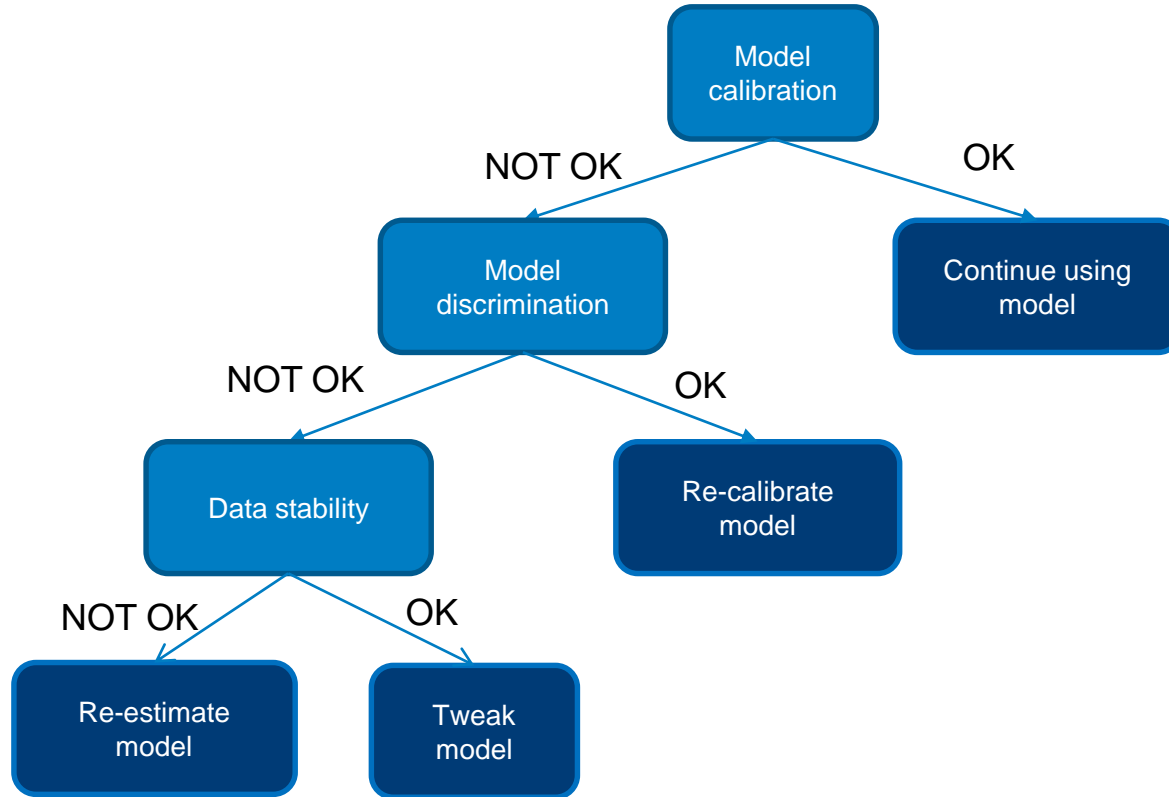 Model
calibration
NOT OK
OK
Model
discrimination
Continue using
model
NOT OK
OK
Data stability
Re-calibrate
model
NOT OK
OK
Re-estimate
model
Tweak
model